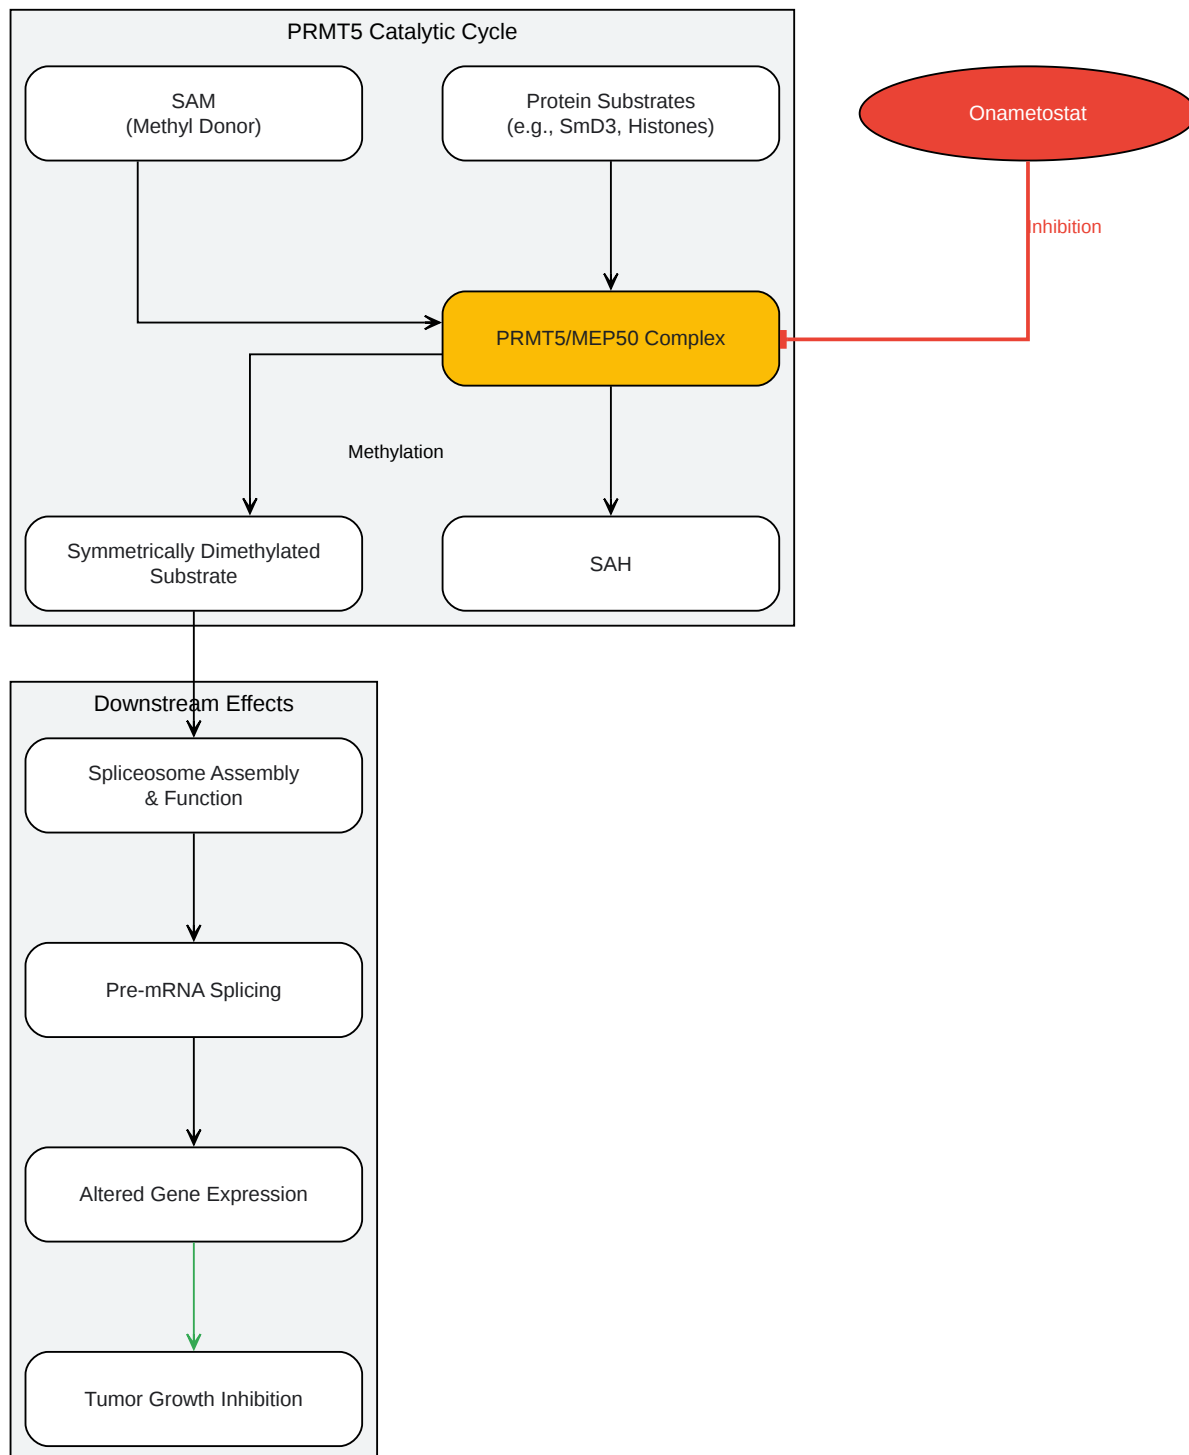 PRMT5 Catalytic Cycle
SAM
(Methyl Donor)
Protein Substrates
(e.g., SmD3, Histones)
Onametostat
Inhibition
PRMT5/MEP50 Complex
Methylation
Symmetrically Dimethylated
Substrate
SAH
Downstream Effects
Spliceosome Assembly
& Function
Pre-mRNA Splicing
Altered Gene Expression
Tumor Growth Inhibition